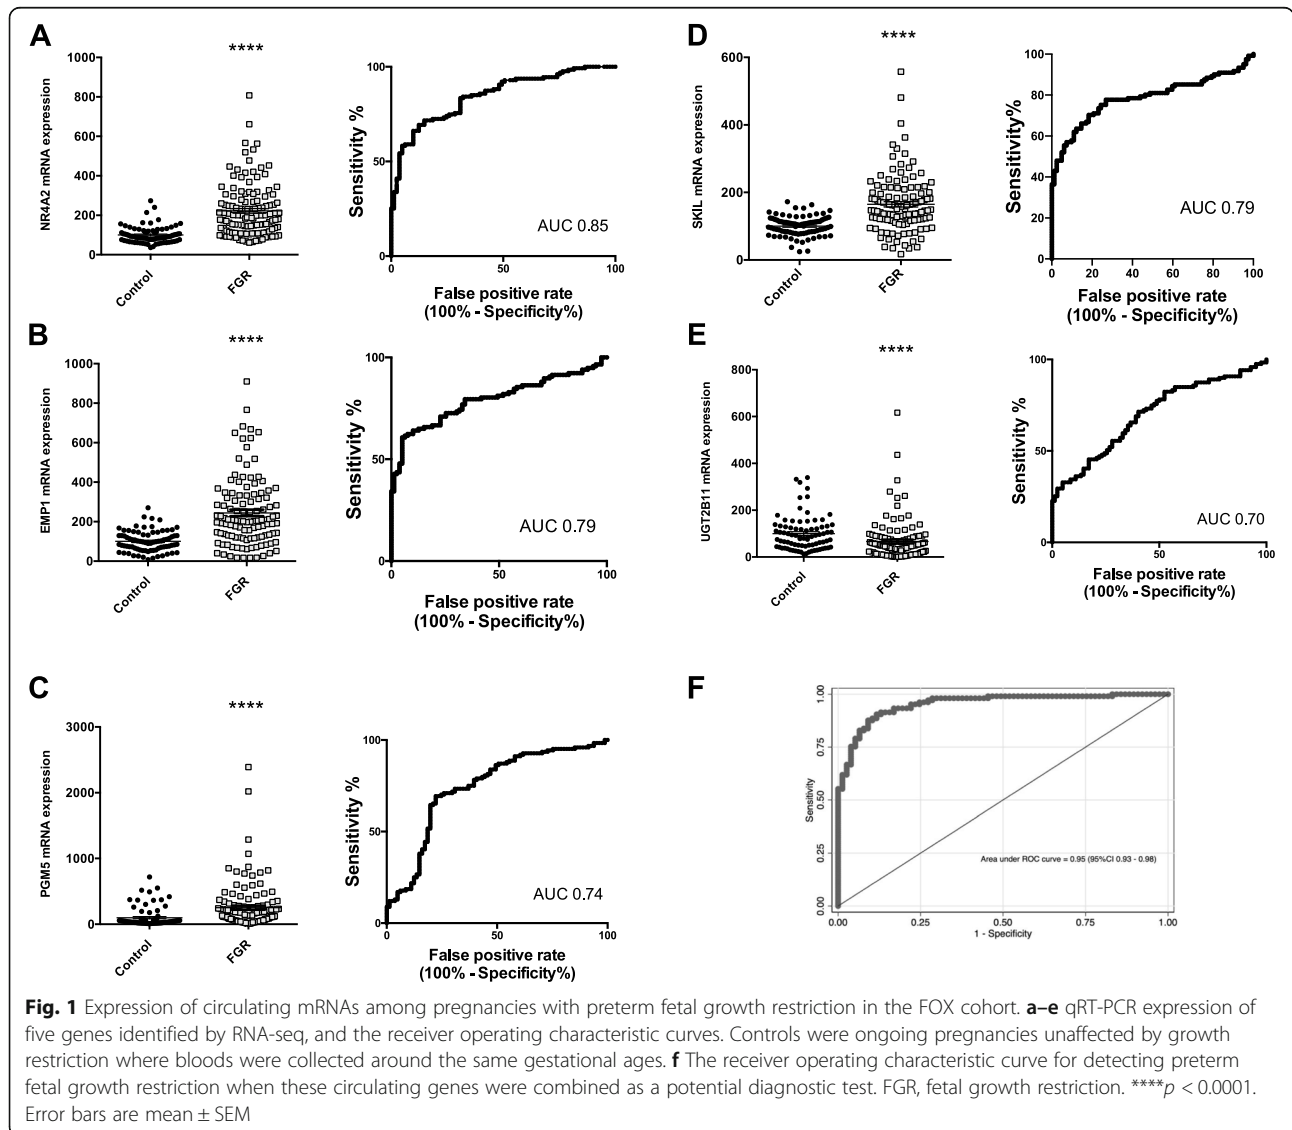 A
****
NR4A2 mRNA expression
1000
800
600
400
200
0
Control
FGR
Sensitivity %
100
50
0
0
50
100
AUC 0.85
False positive rate
(100% - Specificity%)
D
****
SKIL mRNA expression
600
400
200
0
Control
FGR
Sensitivity%
100
80
60
40
20
0
0
20
40
60
80
100
AUC 0.79
False positive rate
(100% - Specificity%)
B
****
EMP1 mRNA expression
1000
800
600
400
200
0
Control
FGR
Sensitivity %
100
50
0
0
50
100
AUC 0.79
False positive rate
(100% - Specificity%)
E
****
UGT2B11 mRNA expression
800
600
400
200
0
Control
FGR
Sensitivity %
100
50
0
0
50
100
AUC 0.70
False positive rate
(100% - Specificity%)
C
****
PGM5 mRNA expression
3000
2000
1000
0
Control
FGR
Sensitivity %
100
50
0
0
50
100
AUC 0.74
False positive rate
(100% - Specificity%)
F
Sensitivity
1.00
0.75
0.50
0.25
0.00
Area under ROC curve = 0.95 (95%CI 0.93 - 0.98)
0.00
0.25
0.50
0.75
1.00
1 - Specificity
Fig. 1 Expression of circulating mRNAs among pregnancies with preterm fetal growth restriction in the FOX cohort. a–e qRT-PCR expression of
five genes identified by RNA-seq, and the receiver operating characteristic curves. Controls were ongoing pregnancies unaffected by growth
restriction where bloods were collected around the same gestational ages. f The receiver operating characteristic curve for detecting preterm
fetal growth restriction when these circulating genes were combined as a potential diagnostic test. FGR, fetal growth restriction. ****p < 0.0001.
Error bars are mean ± SEM